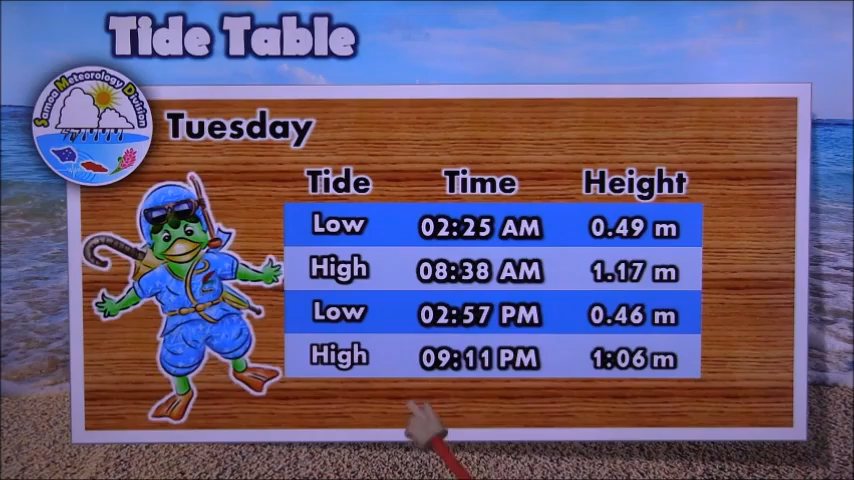 Tide Table
Samoa Meteorology Division
Tuesday
Tide Time Height
Low 02:25 AM 0.49 m
High 08:38 AM 1.17 m
Low 02:57 PM 0.46 m
High 09:11 PM 1:06 m